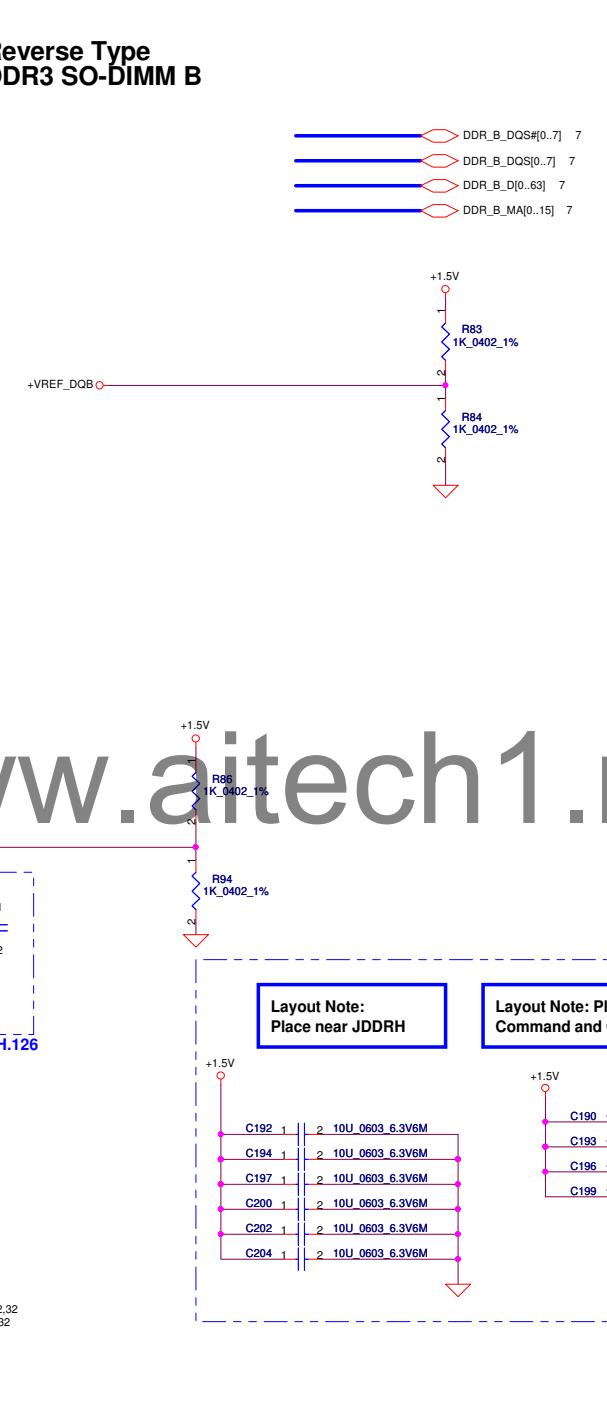 Reverse Type
DDR3 SO-DIMM B
DDR_B_DQS#[0..7] 7
DDR_B_DQS[0..7] 7
DDR_B_D[0..63] 7
DDR_B_MA[0..15] 7
+1.5V
1
R83
1K_0402_1%
2
+VREF_DQB
1
R84
1K_0402_1%
2
+1.5V
www.aitech1.
1
R86
1K_0402_1%
2
1
R94
1K_0402_1%
2
2
H.126
Layout Note:
Place near JDDRH
Layout Note: Pl
Command and
+1.5V
+1.5V
C192 1 2 10U_0603_6.3V6M
C194 1 2 10U_0603_6.3V6M
C197 1 2 10U_0603_6.3V6M
C200 1 2 10U_0603_6.3V6M
C202 1 2 10U_0603_6.3V6M
C204 1 2 10U_0603_6.3V6M
C190
C193
C196
C199
2,32
32